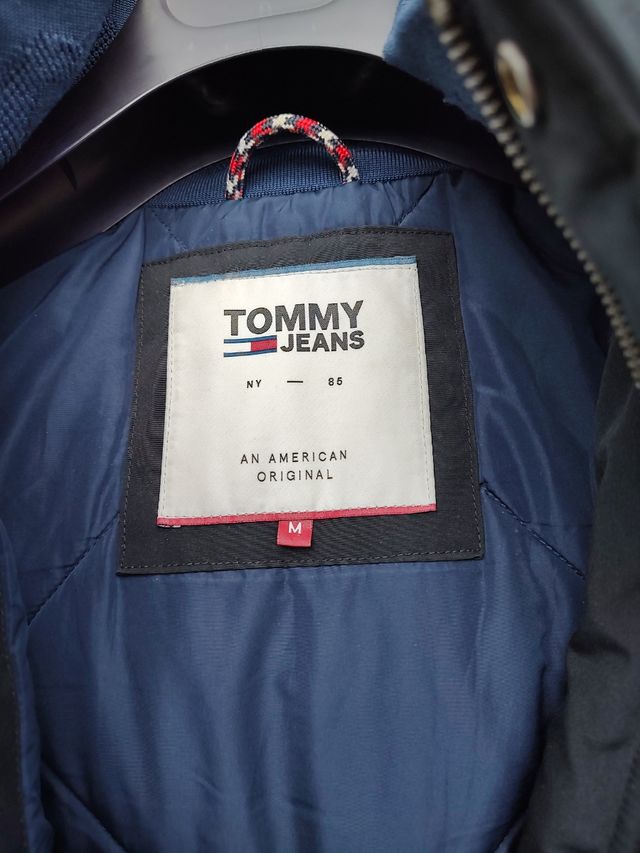 TOMMY
JEANS
NY — 85
AN AMERICAN
ORIGINAL
M